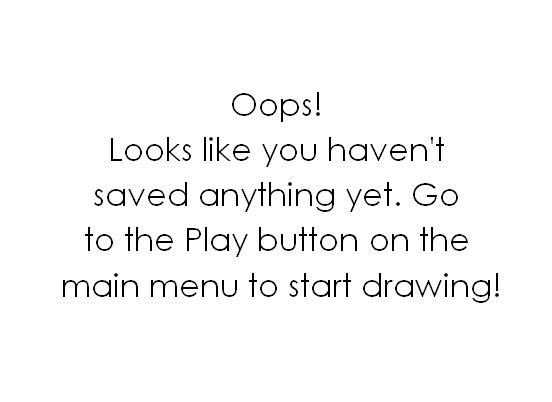 Oops!
Looks like you haven't
saved anything yet. Go
to the Play button on the
main menu to start drawing!